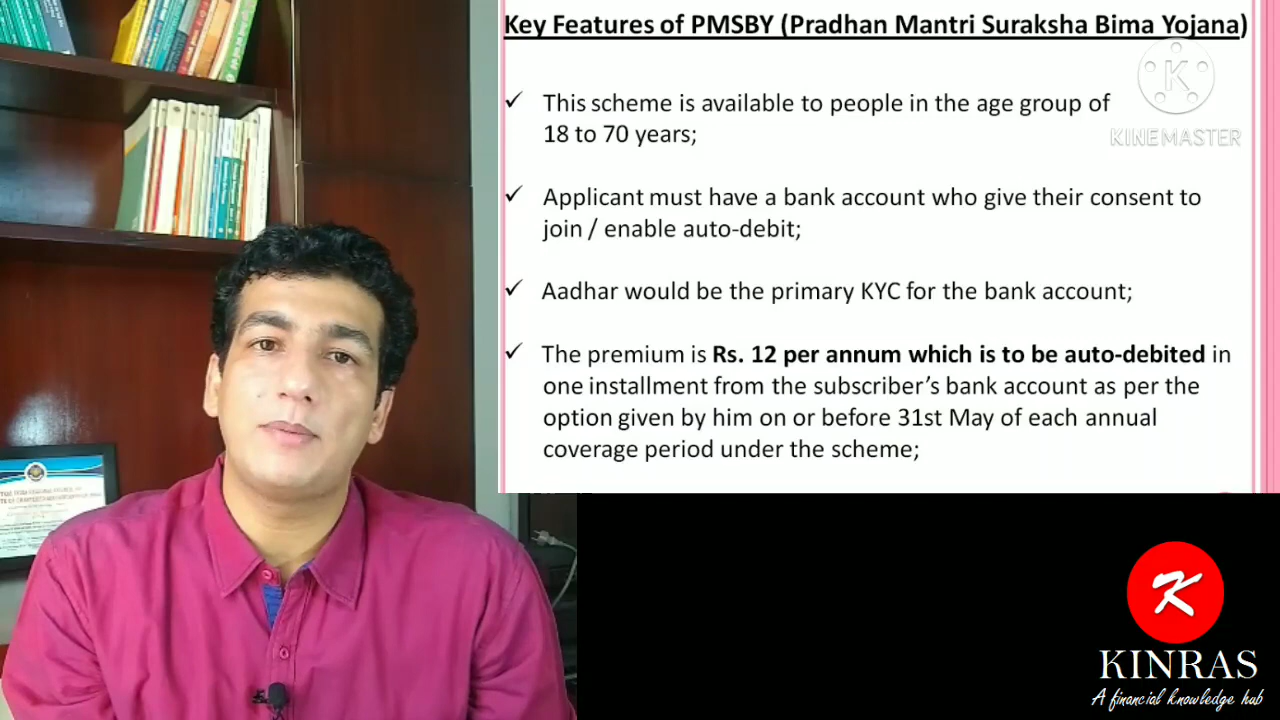 Key Features of PMSBY (Pradhan Mantri Suraksha Bima Yojana)
✓ This scheme is available to people in the age group of
18 to 70 years;
✓ Applicant must have a bank account who give their consent to
join / enable auto-debit;
✓ Aadhar would be the primary KYC for the bank account;
✓ The premium is Rs. 12 per annum which is to be auto-debited in
one installment from the subscriber’s bank account as per the
option given by him on or before 31st May of each annual
coverage period under the scheme;
K
KINEMASTER
K
KINRAS
A financial knowledge hub